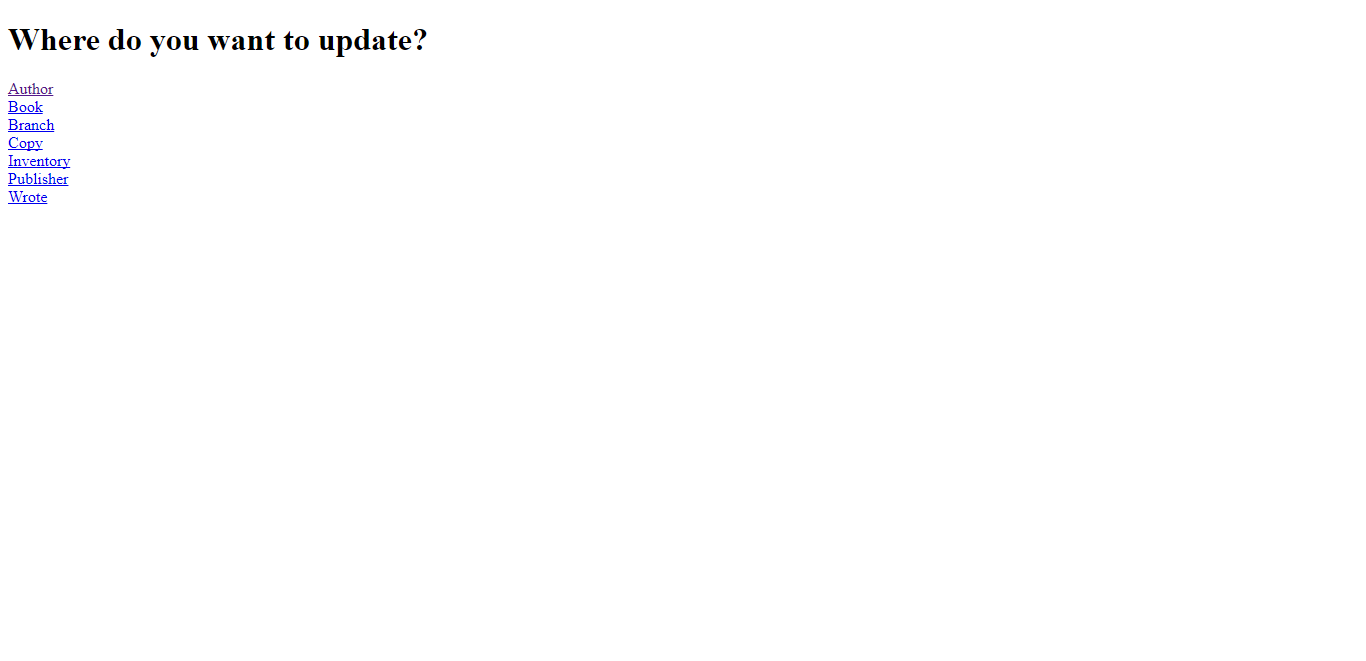 Where do you want to update?
Author
Book
Branch
Copy
Inventory
Publisher
Wrote